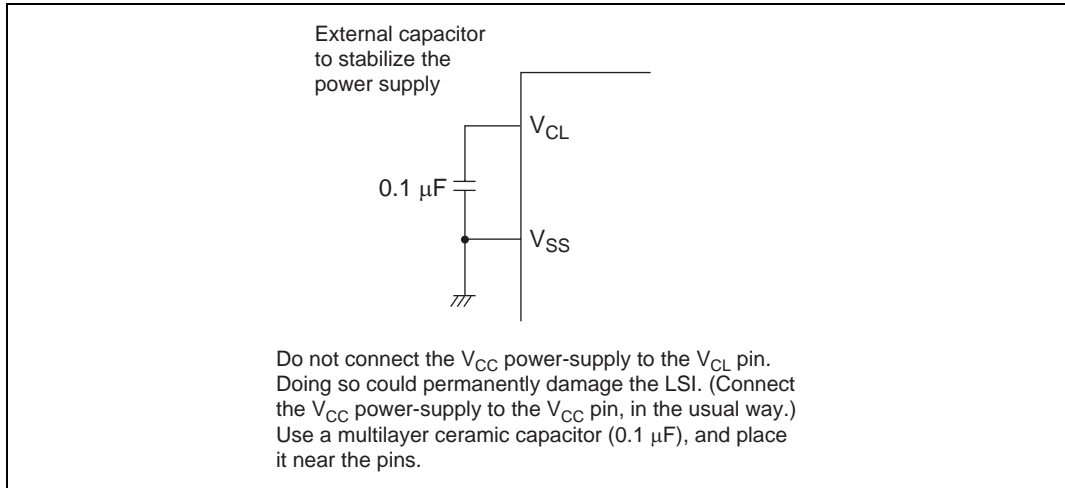 External capacitor
to stabilize the
power supply
VCL
0.1 μF
VSS
Do not connect the VCC power-supply to the VCL pin.
Doing so could permanently damage the LSI. (Connect
the VCC power-supply to the VCC pin, in the usual way.)
Use a multilayer ceramic capacitor (0.1 μF), and place
it near the pins.